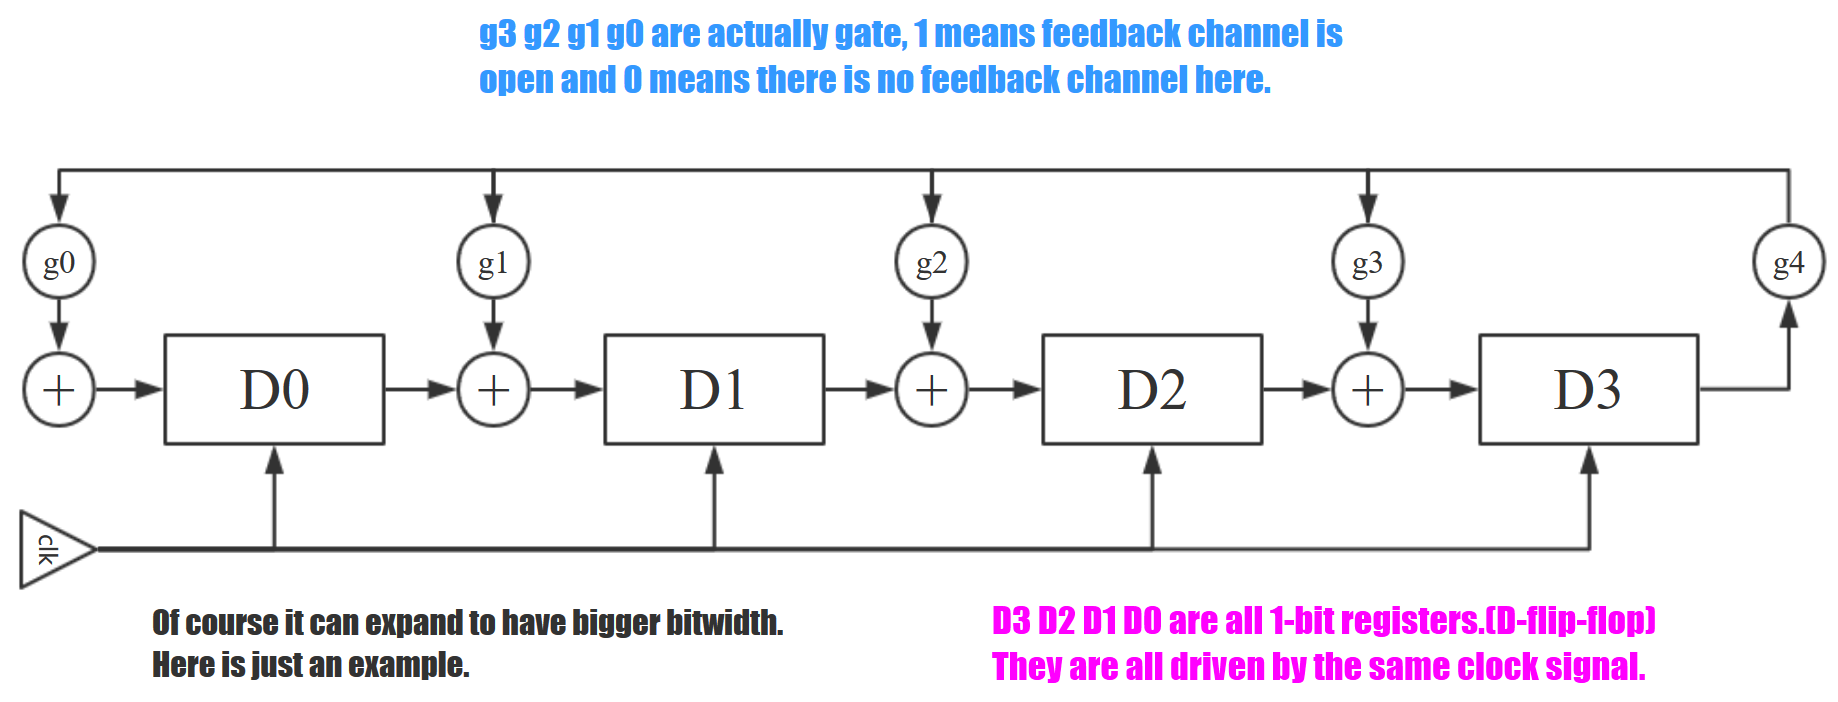 g3 g2 g1 g0 are actually gate, 1 means feedback channel is
open and 0 means there is no feedback channel here.
g0 g1 g2 g3 g4
+ D0 + D1 + D2 + D3
clk
Of course it can expand to have bigger bitwidth.
Here is just an example.
D3 D2 D1 D0 are all 1-bit registers.(D-flip-flop)
They are all driven by the same clock signal.